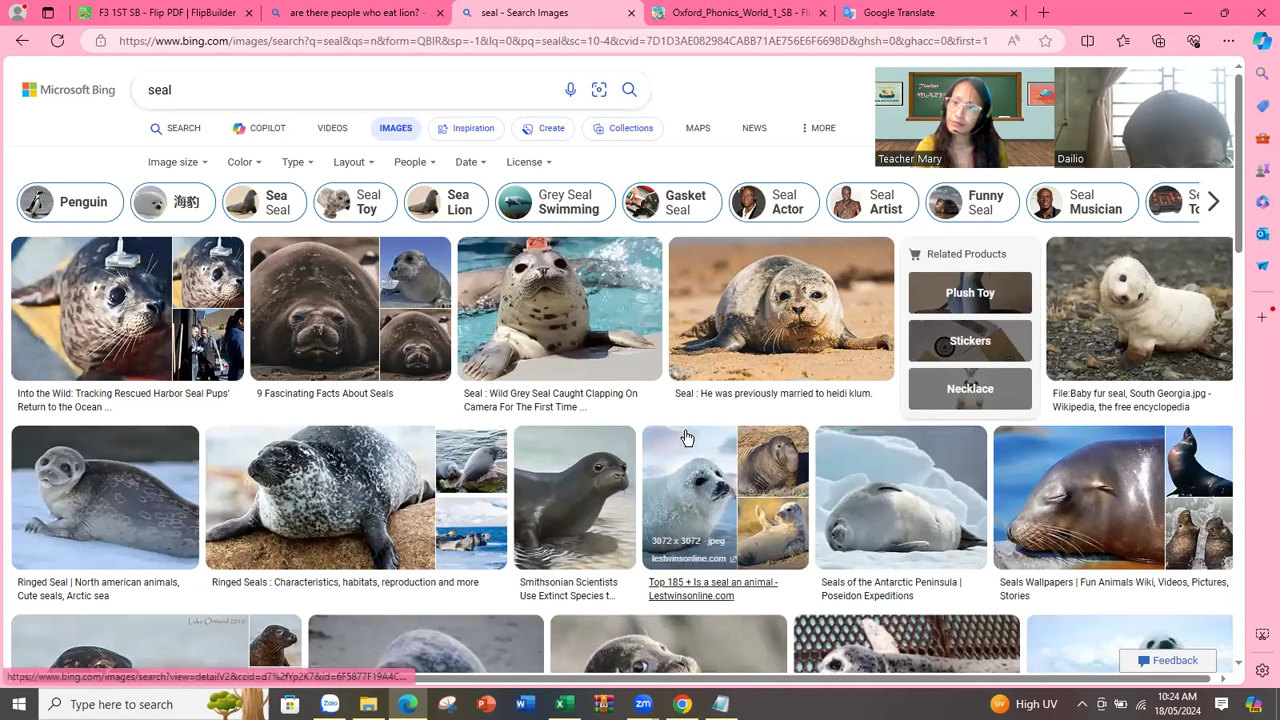 F3 1ST SB - Flip PDF | FlipBuilder
are there people who eat lion? -
seal - Search Images
Oxford_Phonics_World_1_SB - Fli
Google Translate
https://www.bing.com/images/search?q=seal&qs=n&form=QBIR&sp=-1&lq=0&pq=seal&sc=10-4&cvid=7D1D3AE082984CABB71AE756E6F6698D&ghsh=0&ghacc=0&first=1
Microsoft Bing
seal
SEARCH
COPILOT
VIDEOS
IMAGES
Inspiration
Create
Collections
MAPS
NEWS
MORE
Teacher Mary
Dailio
Image size
Color
Type
Layout
People
Date
License
Penguin
海豹
Sea
Seal
Seal
Toy
Sea
Lion
Grey Seal
Swimming
Gasket
Seal
Seal
Actor
Seal
Artist
Funny
Seal
Seal
Musician
Related Products
Plush Toy
Stickers
Necklace
Into the Wild: Tracking Rescued Harbor Seal Pups'
Return to the Ocean ...
9 Fascinating Facts About Seals
Seal : Wild Grey Seal Caught Clapping On
Camera For The First Time ...
Seal : He was previously married to heidi klum.
File:Baby fur seal, South Georgia.jpg -
Wikipedia, the free encyclopedia
3072 x 3072 · jpeg
lestwinsonline.com
Ringed Seal | North american animals,
Cute seals, Arctic sea
Ringed Seals : Characteristics, habitats, reproduction and more
Smithsonian Scientists
Use Extinct Species t...
Top 185 + Is a seal an animal -
Lestwinsonline.com
Seals of the Antarctic Peninsula |
Poseidon Expeditions
Seals Wallpapers | Fun Animals Wiki, Videos, Pictures,
Stories
Luke Ormand 2010
Feedback
Type here to search
High UV
10:24 AM
18/05/2024